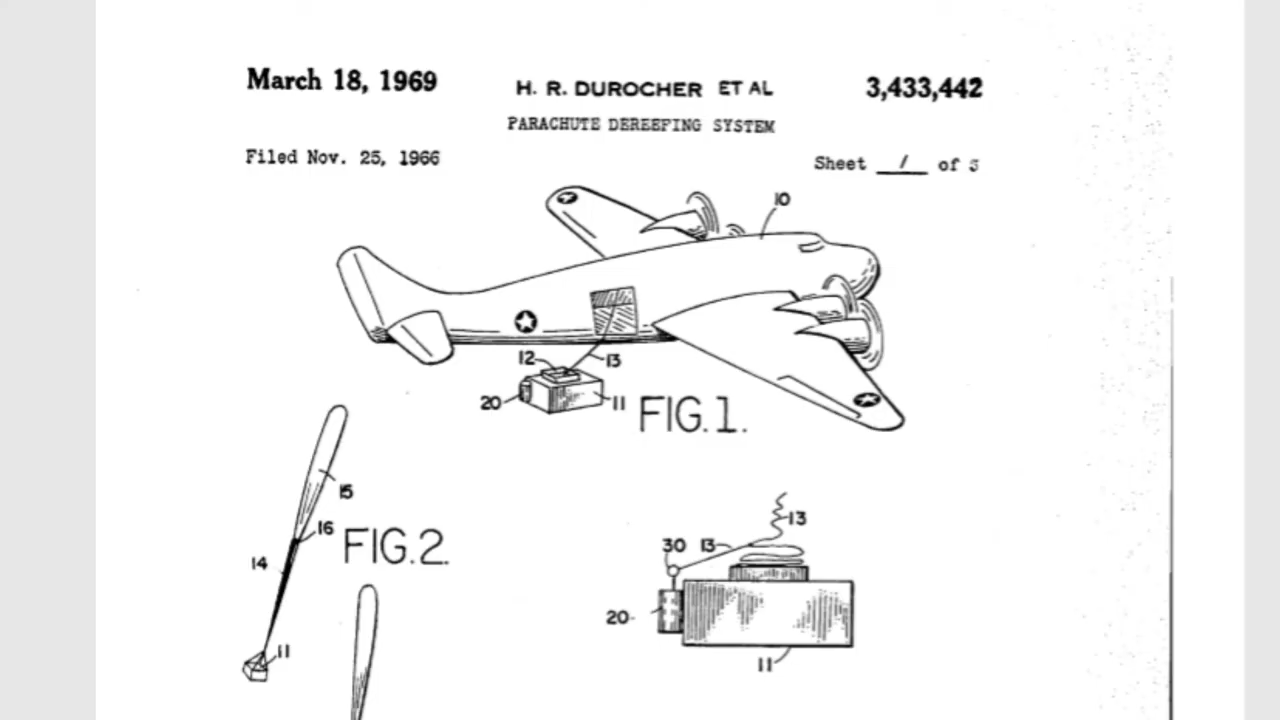 March 18, 1969
H. R. DUROCHER ET AL
3,433,442
PARACHUTE DEREEFING SYSTEM
Filed Nov. 25, 1966
Sheet 1 of 3
10
12
13
20
11
FIG.1.
15
16
FIG.2.
14
11
13
30
13
20
11